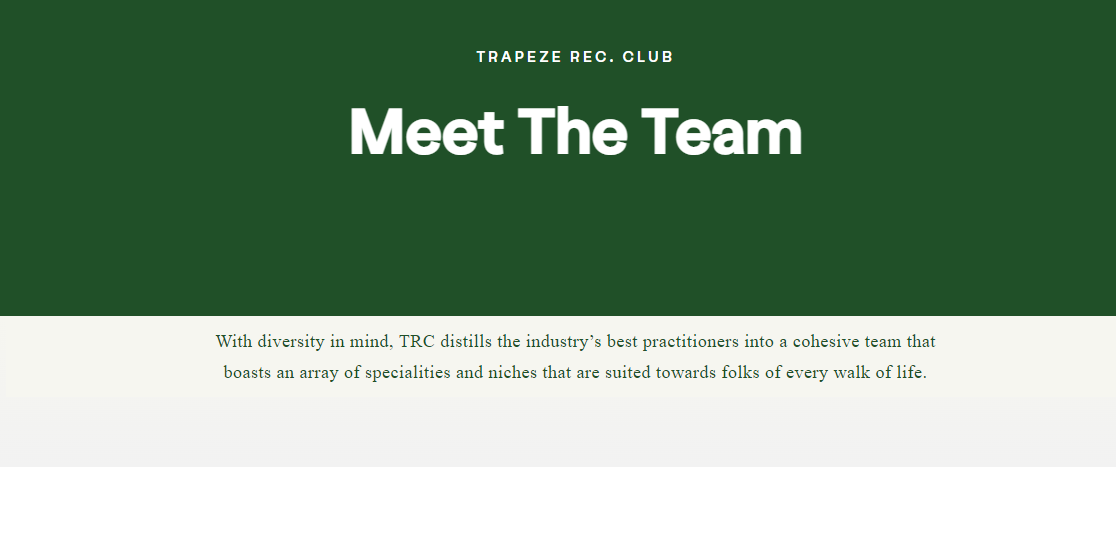 TRAPEZE REC. CLUB
Meet The Team
With diversity in mind, TRC distills the industry’s best practitioners into a cohesive team that
boasts an array of specialities and niches that are suited towards folks of every walk of life.